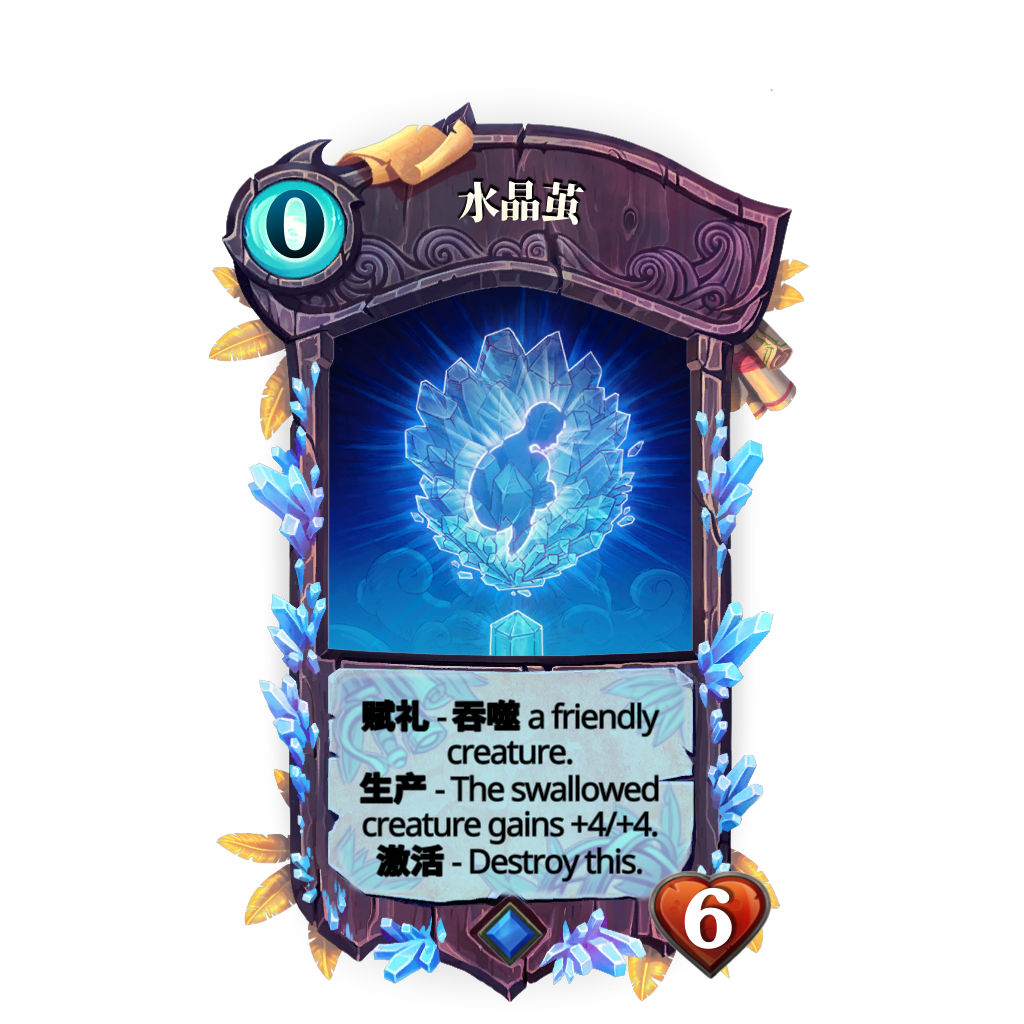 0
水晶茧
赋礼 - 吞噬 a friendly
creature.
生产 - The swallowed
creature gains +4/+4.
激活 - Destroy this.
6